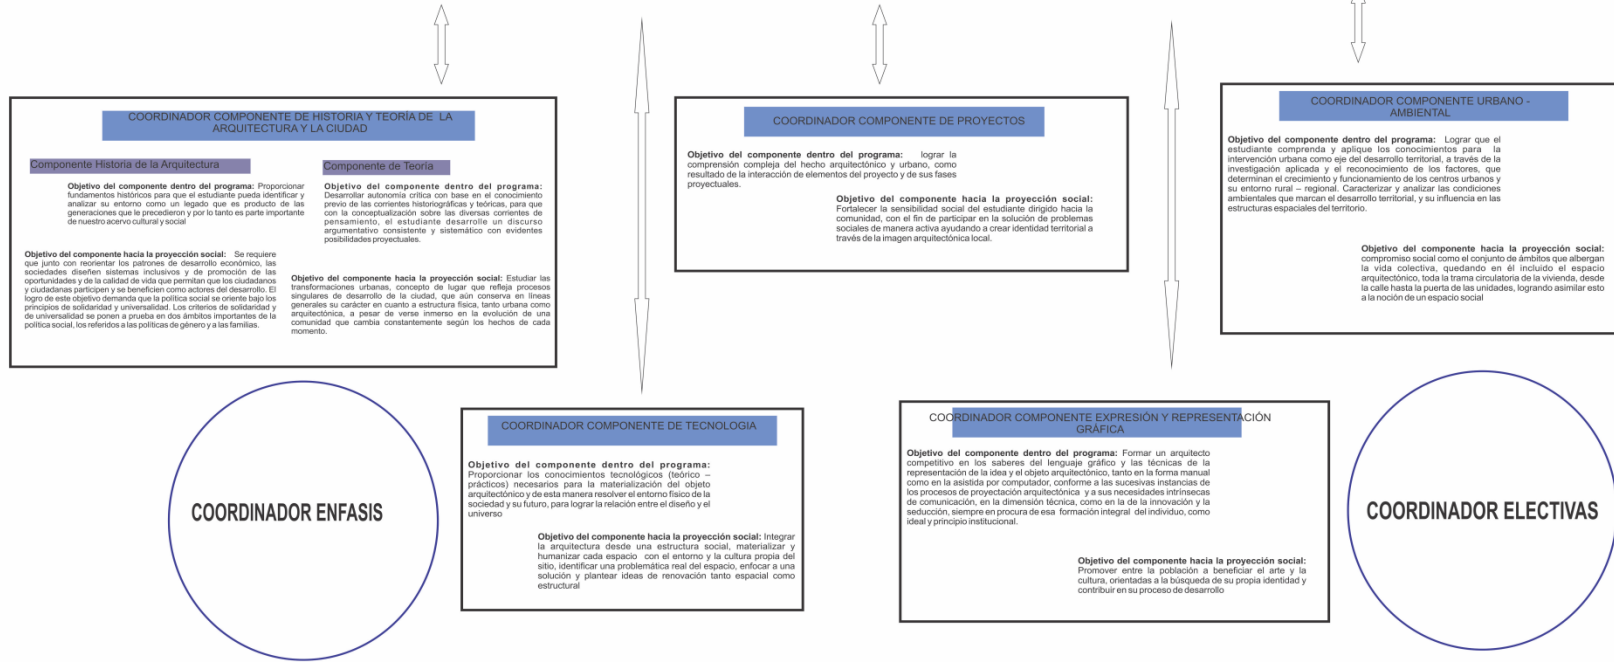 COORDINADOR COMPONENTE DE HISTORIA Y TEORÍA DE LA
ARQUITECTURA Y LA CIUDAD
Componente Historia de la Arquitectura
Objetivo del componente dentro del programa: Proporcionar
fundamentos históricos para que el estudiante pueda identificar y
analizar su entorno como un legado que es producto de las
generaciones que le precedieron y por lo tanto es parte importante
de nuestro acervo cultural y social
Objetivo del componente hacia la proyección social: Se requiere
que junto con reorientar los patrones de desarrollo económico, las
sociedades diseñen sistemas inclusivos y de promoción de las
oportunidades y de la calidad de vida que permitan que los ciudadanos
y ciudadanas participen y se beneficien como actores del desarrollo. El
logro de este objetivo demanda que la política social se oriente bajo los
principios de solidaridad y universalidad. Los criterios de solidaridad y
de universalidad se ponen a prueba en dos ámbitos importantes de la
política social, los referidos a las políticas de género y a las familias.
Componente de Teoría
Objetivo del componente dentro del programa:
Desarrollar autonomía crítica con base en el conocimiento
previo de las corrientes historiográficas y teóricas, para que
con la conceptualización sobre las diversas corrientes de
pensamiento, el estudiante desarrolle un discurso
argumentativo consistente y sistemático con evidentes
posibilidades proyectuales.
Objetivo del componente hacia la proyección social: Estudiar las
transformaciones urbanas, concepto de lugar que refleja procesos
singulares de desarrollo de la ciudad, que aún conserva en líneas
generales su carácter en cuanto a estructura física, tanto urbana como
arquitectónica, a pesar de verse inmerso en la evolución de una
comunidad que cambia constantemente según los hechos de cada
momento.
COORDINADOR COMPONENTE DE PROYECTOS
Objetivo del componente dentro del programa: lograr la
comprensión compleja del hecho arquitectónico y urbano, como
resultado de la interacción de elementos del proyecto y de sus fases
proyectuales.
Objetivo del componente hacia la proyección social:
Fortalecer la sensibilidad social del estudiante dirigido hacia la
comunidad, con el fin de participar en la solución de problemas
sociales de manera activa ayudando a crear identidad territorial a
través de la imagen arquitectónica local.
COORDINADOR COMPONENTE URBANO -
AMBIENTAL
Objetivo del componente dentro del programa: Lograr que el
estudiante comprenda y aplique los conocimientos para la
intervención urbana como eje del desarrollo territorial, a través de la
investigación aplicada y el reconocimiento de los factores, que
determinan el crecimiento y funcionamiento de los centros urbanos y
su entorno rural – regional. Caracterizar y analizar las condiciones
ambientales que marcan el desarrollo territorial, y su influencia en las
estructuras espaciales del territorio.
Objetivo del componente hacia la proyección social:
compromiso social como el conjunto de ámbitos que albergan
la vida colectiva, quedando en él incluido el espacio
arquitectónico, toda la trama circulatoria de la vivienda, desde
la calle hasta la puerta de las unidades, logrando asimilar esto
a la noción de un espacio social
COORDINADOR ENFASIS
COORDINADOR COMPONENTE DE TECNOLOGIA
Objetivo del componente dentro del programa:
Proporcionar los conocimientos tecnológicos (teórico –
prácticos) necesarios para la materialización del objeto
arquitectónico y de esta manera resolver el entorno físico de la
sociedad y su futuro, para lograr la relación entre el diseño y el
universo
Objetivo del componente hacia la proyección social: Integrar
la arquitectura desde una estructura social, materializar y
humanizar cada espacio con el entorno y la cultura propia del
sitio, identificar una problemática real del espacio, enfocar a una
solución y plantear ideas de renovación tanto espacial como
estructural
COORDINADOR COMPONENTE EXPRESIÓN Y REPRESENTACIÓN
GRÁFICA
Objetivo del componente dentro del programa: Formar un arquitecto
competitivo en los saberes del lenguaje gráfico y las técnicas de la
representación de la idea y el objeto arquitectónico, tanto en la forma manual
como en la asistida por computador, conforme a las sucesivas instancias de
los procesos de proyectación arquitectónica y a sus necesidades intrínsecas
de comunicación, en la dimensión técnica, como en la de la innovación y la
seducción, siempre en procura de esa formación integral del individuo, como
ideal y principio institucional.
Objetivo del componente hacia la proyección social:
Promover entre la población a beneficiar el arte y la
cultura, orientadas a la búsqueda de su propia identidad y
contribuir en su proceso de desarrollo
COORDINADOR ELECTIVAS